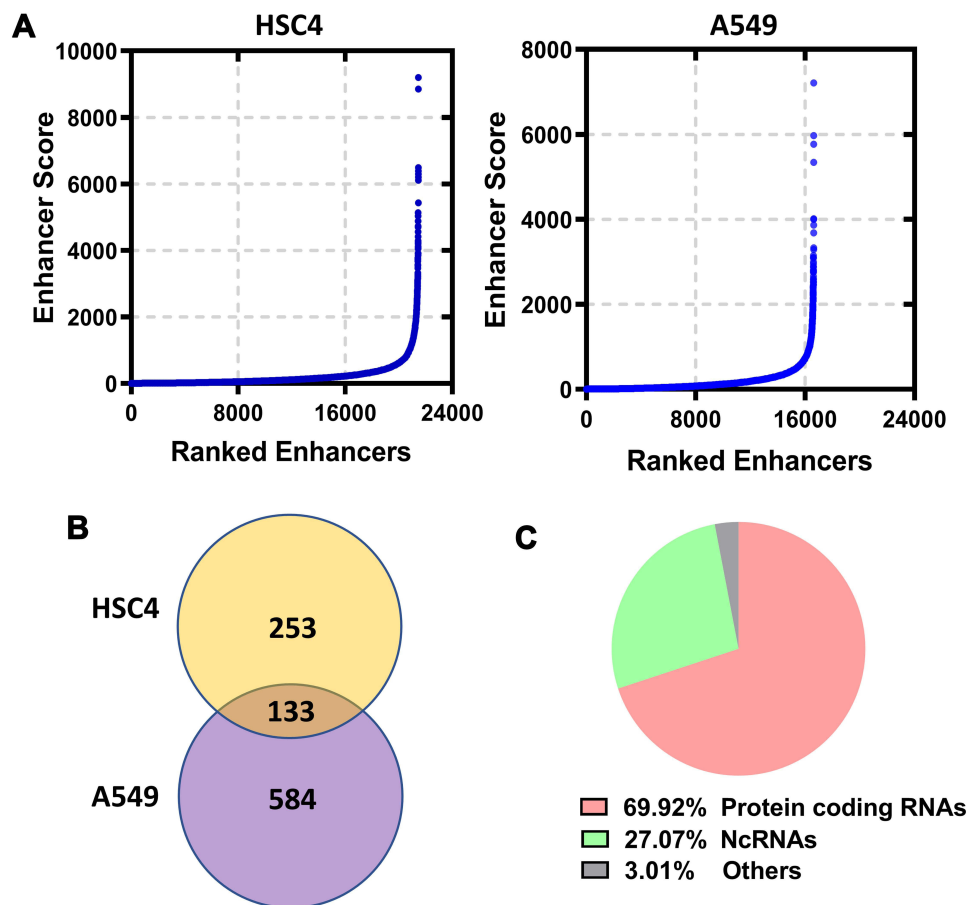 A
HSC4
10000
8000
6000
4000
2000
0
Enhancer Score
0 8000 16000 24000
Ranked Enhancers
A549
8000
6000
4000
2000
0
Enhancer Score
0 8000 16000 24000
Ranked Enhancers
B
HSC4
253
133
A549
584
C
69.92% Protein coding RNAs
27.07% NcRNAs
3.01% Others